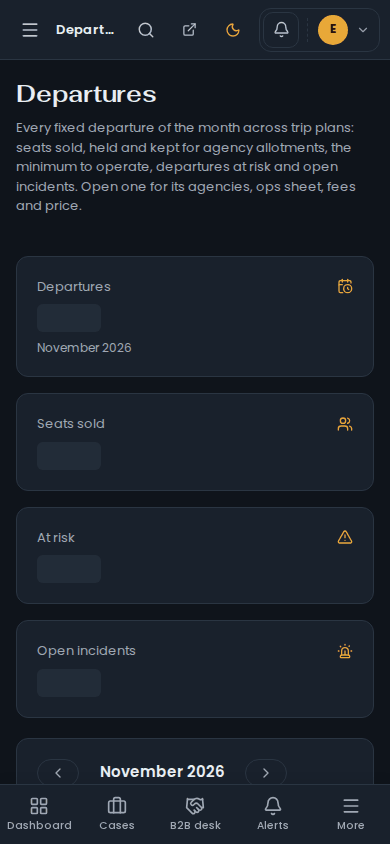 Depart...
E
Departures
Every fixed departure of the month across trip plans:
seats sold, held and kept for agency allotments, the
minimum to operate, departures at risk and open
incidents. Open one for its agencies, ops sheet, fees
and price.
Departures
November 2026
Seats sold
At risk
Open incidents
November 2026
Dashboard
Cases
B2B desk
Alerts
More